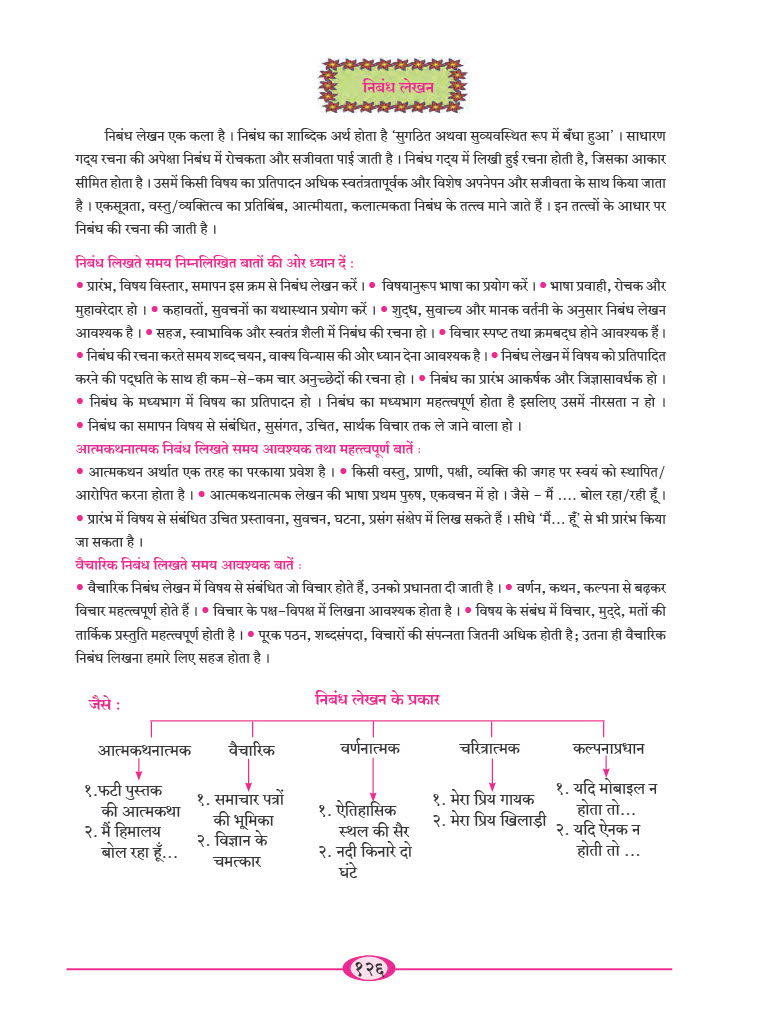 निबंध लेखन
निबंध लेखन एक कला है । निबंध का शाब्दिक अर्थ होता है ‘सुगठित अथवा सुव्यवस्थित रूप में बँधा हुआ’ । साधारण
गद्‌य रचना की अपेक्षा निबंध में रोचकता और सजीवता पाई जाती है । निबंध गद्‌य में लिखी हुई रचना होती है, जिसका आकार
सीमित होता है । उसमें किसी विषय का प्रतिपादन अधिक स्वतंत्रतापूर्वक और विशेष अपनेपन और सजीवता के साथ किया जाता
है । एकसूत्रता, वस्तु/व्यक्तित्व का प्रतिबिंब, आत्मीयता, कलात्मकता निबंध के तत्त्व माने जाते हैं । इन तत्त्वों के आधार पर
निबंध की रचना की जाती है ।
निबंध लिखते समय निम्नलिखित बातों की ओर ध्यान दें :
• प्रारंभ, विषय विस्तार, समापन इस क्रम से निबंध लेखन करें । • विषयानुरूप भाषा का प्रयोग करें । • भाषा प्रवाही, रोचक और
मुहावरेदार हो । • कहावतों, सुवचनों का यथास्थान प्रयोग करें । • शुद्‌ध, सुवाच्य और मानक वर्तनी के अनुसार निबंध लेखन
आवश्यक है । • सहज, स्वाभाविक और स्वतंत्र शैली में निबंध की रचना हो । • विचार स्पष्ट तथा क्रमबद्‌ध होने आवश्यक हैं ।
• निबंध की रचना करते समय शब्द चयन, वाक्य विन्यास की ओर ध्यान देना आवश्यक है । • निबंध लेखन में विषय को प्रतिपादित
करने की पद्‌धति के साथ ही कम-से-कम चार अनुच्छेदों की रचना हो । • निबंध का प्रारंभ आकर्षक और जिज्ञासावर्धक हो ।
• निबंध के मध्यभाग में विषय का प्रतिपादन हो । निबंध का मध्यभाग महत्त्वपूर्ण होता है इसलिए उसमें नीरसता न हो ।
• निबंध का समापन विषय से संबंधित, सुसंगत, उचित, सार्थक विचार तक ले जाने वाला हो ।
आत्मकथनात्मक निबंध लिखते समय आवश्यक तथा महत्त्वपूर्ण बातें :
• आत्मकथन अर्थात एक तरह का परकाया प्रवेश है । • किसी वस्तु, प्राणी, पक्षी, व्यक्ति की जगह पर स्वयं को स्थापित/
आरोपित करना होता है । • आत्मकथनात्मक लेखन की भाषा प्रथम पुरुष, एकवचन में हो । जैसे – मैं .... बोल रहा/रही हूँ ।
• प्रारंभ में विषय से संबंधित उचित प्रस्तावना, सुवचन, घटना, प्रसंग संक्षेप में लिख सकते हैं । सीधे ‘मैं... हूँ’ से भी प्रारंभ किया
जा सकता है ।
वैचारिक निबंध लिखते समय आवश्यक बातें :
• वैचारिक निबंध लेखन में विषय से संबंधित जो विचार होते हैं, उनको प्रधानता दी जाती है । • वर्णन, कथन, कल्पना से बढ़कर
विचार महत्त्वपूर्ण होते हैं । • विचार के पक्ष-विपक्ष में लिखना आवश्यक होता है । • विषय के संबंध में विचार, मुद्‌दे, मतों की
तार्किक प्रस्तुति महत्त्वपूर्ण होती है । • पूरक पठन, शब्दसंपदा, विचारों की संपन्नता जितनी अधिक होती है; उतना ही वैचारिक
निबंध लिखना हमारे लिए सहज होता है ।
जैसे : निबंध लेखन के प्रकार
आत्मकथनात्मक
१.फटी पुस्तक
की आत्मकथा
२. मैं हिमालय
बोल रहा हूँ...
वैचारिक
१. समाचार पत्रों
की भूमिका
२. विज्ञान के
चमत्कार
वर्णनात्मक
१. ऐतिहासिक
स्थल की सैर
२. नदी किनारे दो
घंटे
चरित्रात्मक
१. मेरा प्रिय गायक
२. मेरा प्रिय खिलाड़ी
कल्पनाप्रधान
१. यदि मोबाइल न
होता तो...
२. यदि ऐनक न
होती तो ...
१२६